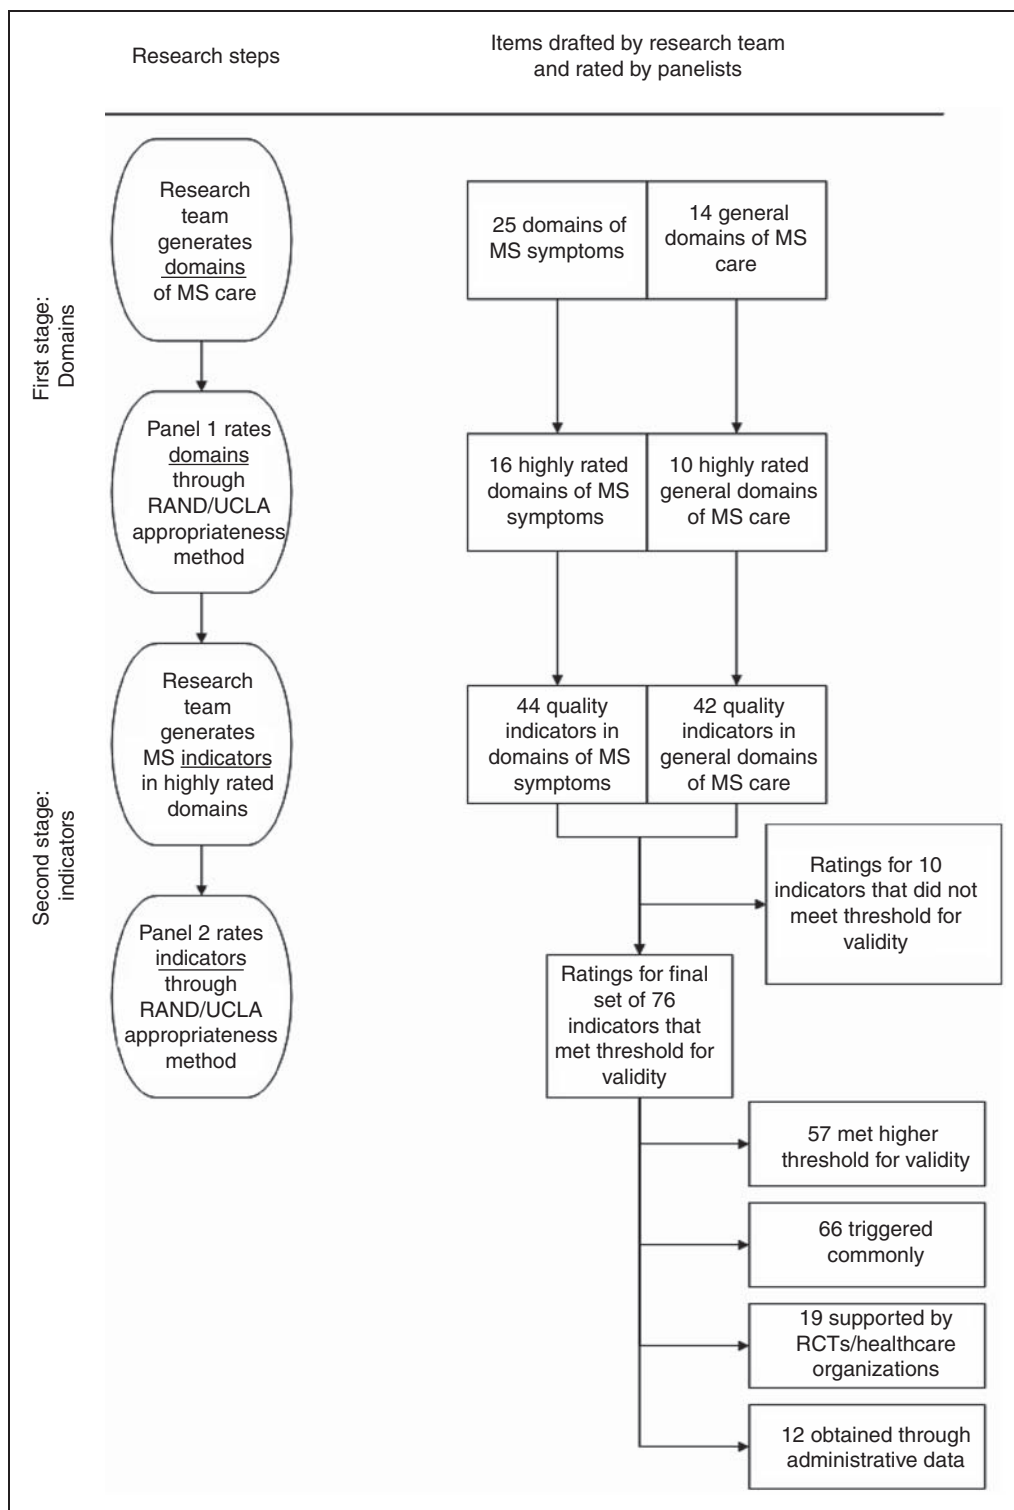 Research steps
Items drafted by research team
and rated by panelists
First stage:
Domains
Research
team
generates
domains
of MS care
25 domains of
MS symptoms
14 general
domains of MS
care
Panel 1 rates
domains
through
RAND/UCLA
appropriateness
method
16 highly rated
domains of MS
symptoms
10 highly rated
general domains
of MS care
Second stage:
indicators
Research
team
generates
MS indicators
in highly rated
domains
44 quality
indicators in
domains of MS
symptoms
42 quality
indicators in
general domains
of MS care
Ratings for 10
indicators that did not
meet threshold for
validity
Panel 2 rates
indicators
through
RAND/UCLA
appropriateness
method
Ratings for final
set of 76
indicators that
met threshold for
validity
57 met higher
threshold for validity
66 triggered
commonly
19 supported by
RCTs/healthcare
organizations
12 obtained through
administrative data